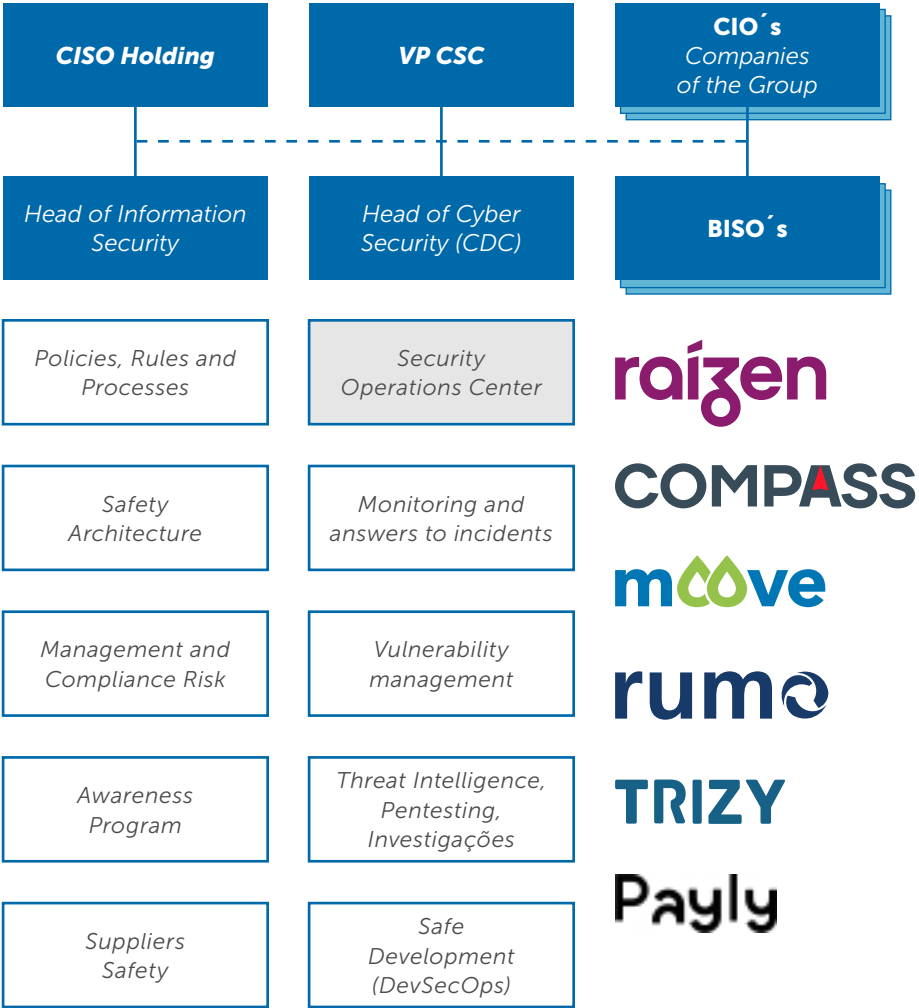 CISO Holding
VP CSC
CIO´s
Companies
of the Group
Head of Information
Security
Head of Cyber
Security (CDC)
BISO´s
Policies, Rules and
Processes
Safety
Architecture
Management and
Compliance Risk
Awareness
Program
Suppliers
Safety
Security
Operations Center
Monitoring and
answers to incidents
Vulnerability
management
Threat Intelligence,
Pentesting,
Investigações
Safe
Development
(DevSecOps)
raízen
COMPASS
moove
rumo
TRIZY
Payly